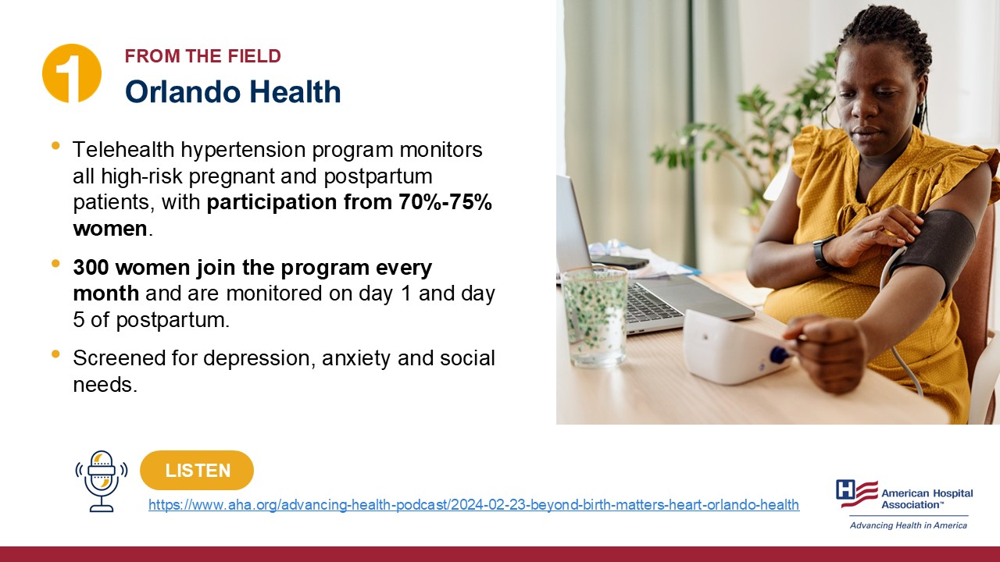 1
FROM THE FIELD
Orlando Health
• Telehealth hypertension program monitors
all high-risk pregnant and postpartum
patients, with participation from 70%-75%
women.
• 300 women join the program every
month and are monitored on day 1 and day
5 of postpartum.
• Screened for depression, anxiety and social
needs.
LISTEN
https://www.aha.org/advancing-health-podcast/2024-02-23-beyond-birth-matters-heart-orlando-health
H
American Hospital
Association™
Advancing Health in America